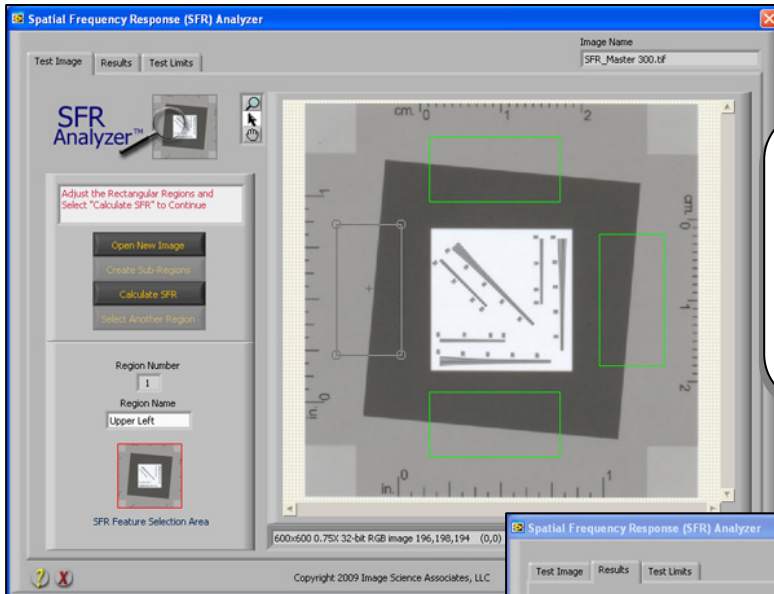 Spatial Frequency Response (SFR) Analyzer
Image Name
SFR_Master 300.tif
Test Image Results Test Limits
SFR
Analyzer™
Adjust the Rectangular Regions and
Select "Calculate SFR" to Continue
Open New Image
Create Sub-Regions
Calculate SFR
Select Another Region
Region Number
1
Region Name
Upper Left
SFR Feature Selection Area
cm. 0 1 2
1
in. 0
cm. 0
1
2
in. 0 1
600x600 0.75X 32-bit RGB image 196,198,194 (0,0)
Copyright 2009 Image Science Associates, LLC
Spatial Frequency Response (SFR) Analyzer
Test Image Results Test Limits